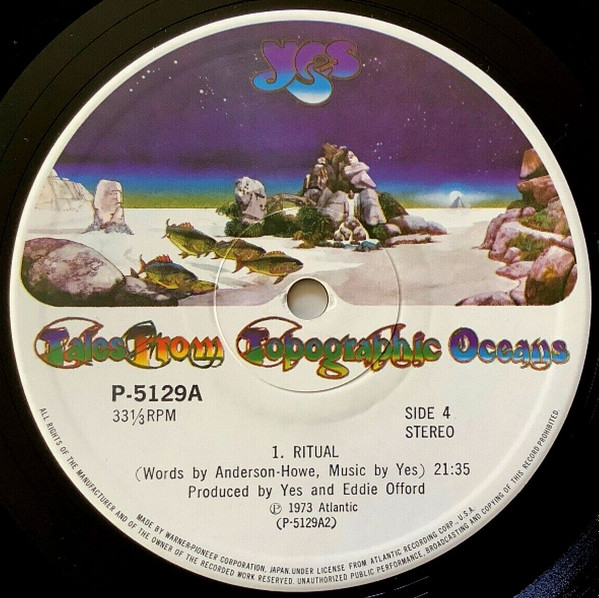 yes
Tales From Topographic Oceans
P-5129A
33⅓RPM
SIDE 4
STEREO
1. RITUAL
(Words by Anderson-Howe, Music by Yes) 21:35
Produced by Yes and Eddie Offord
℗ 1973 Atlantic
(P-5129A2)
ALL RIGHTS OF THE MANUFACTURER AND OF THE OWNER OF THE RECORDED WORK RESERVED. UNAUTHORIZED PUBLIC PERFORMANCE, BROADCASTING AND COPYING OF THIS RECORD PROHIBITED.
MADE BY WARNER-PIONEER CORPORATION, JAPAN. UNDER LICENSE FROM ATLANTIC RECORDING CORP., U.S.A.